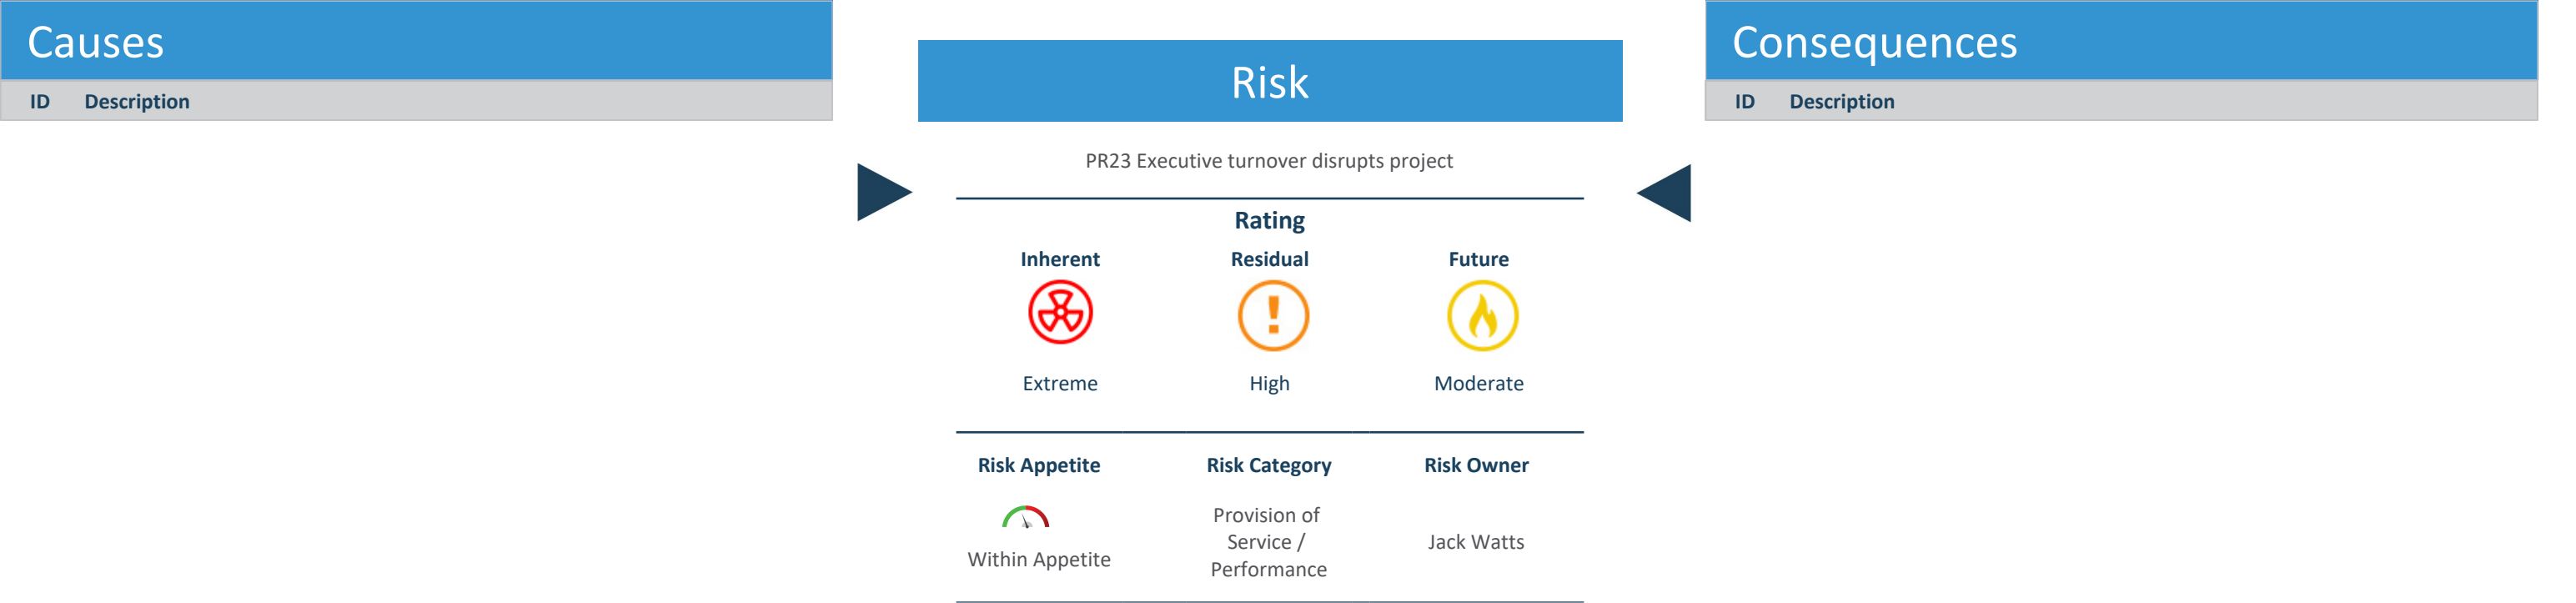 Causes
ID Description
Risk
PR23 Executive turnover disrupts project
Rating
Inherent Residual Future
Extreme High Moderate
Risk Appetite Risk Category Risk Owner
Within Appetite
Provision of
Service /
Performance
Jack Watts
Consequences
ID Description